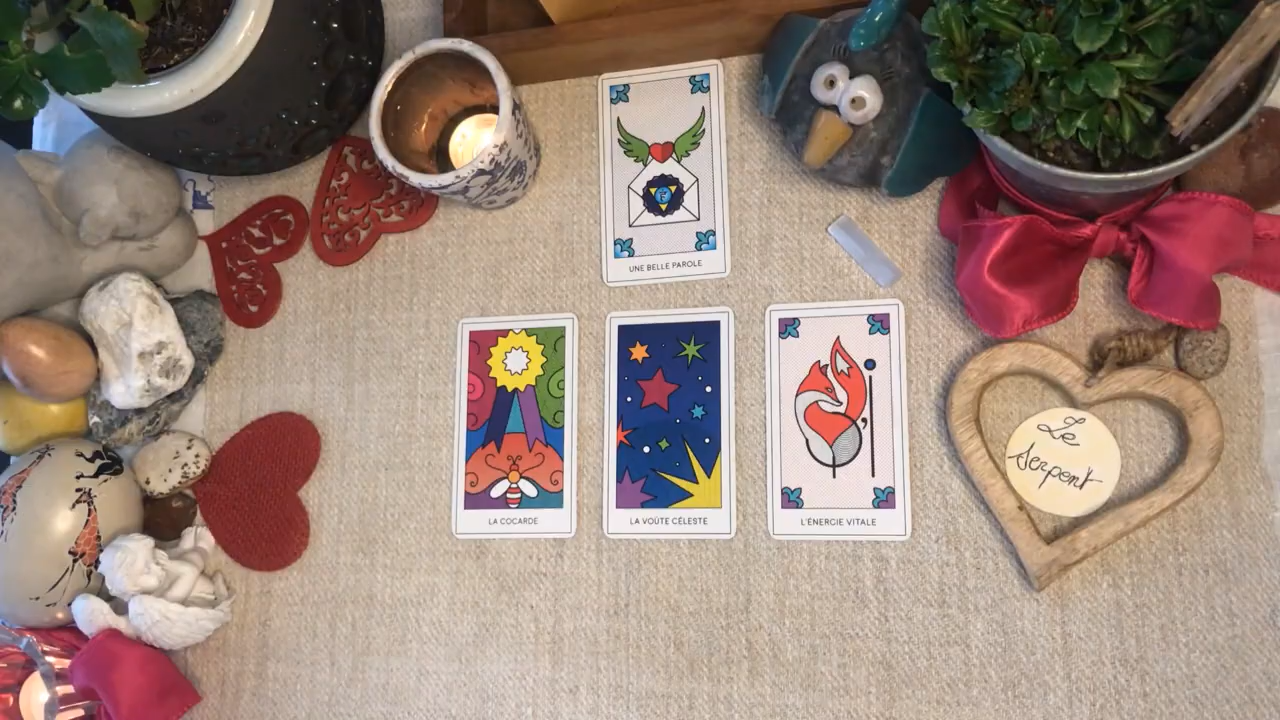 UNE BELLE PAROLE
LA COCARDE
LA VOÛTE CÉLESTE
L'ÉNERGIE VITALE
Le
serpent